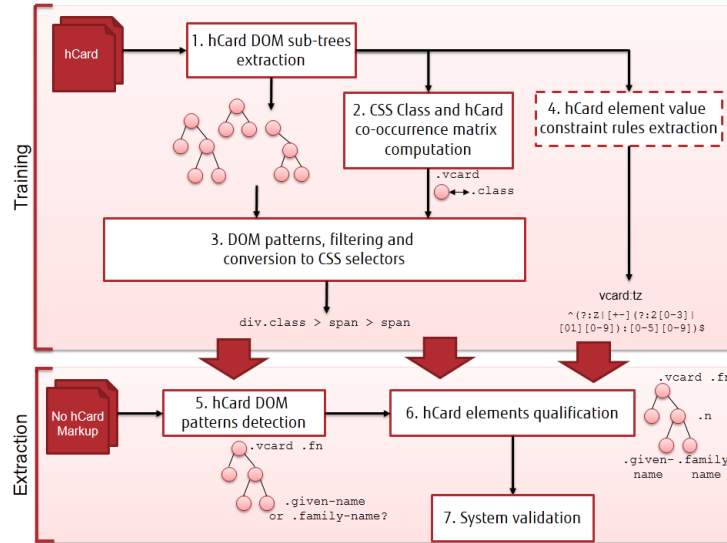 hCard
1. hCard DOM sub-trees
extraction
2. CSS Class and hCard
co-occurrence matrix
computation
4. hCard element value
constraint rules extraction
.vcard
.class
3. DOM patterns, filtering and
conversion to CSS selectors
div.class > span > span
vcard:tz
^(?:Z|[+-](?:2[0-3]|
[01][0-9]):[0-5][0-9])$
Training
No hCard
Markup
5. hCard DOM
patterns detection
6. hCard elements qualification
.vcard .fn
.n
.given- .family
name name
.vcard .fn
.given-name
or .family-name?
7. System validation
Extraction